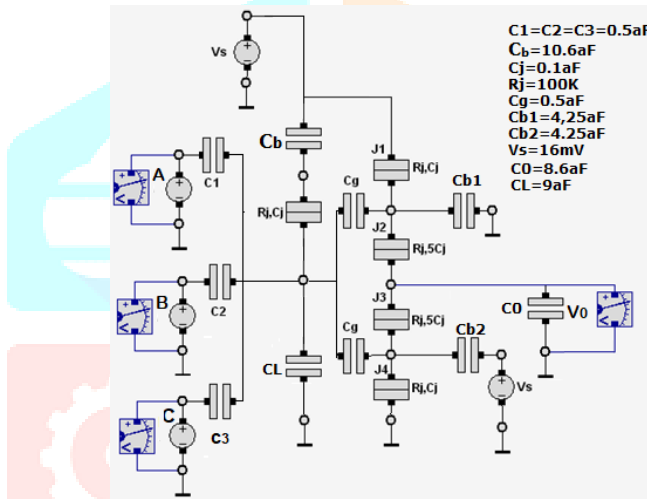 C1=C2=C3=0.5aF
Cb=10.6aF
Cj=0.1aF
Rj=100K
Cg=0.5aF
Cb1=4,25aF
Cb2=4.25aF
Vs=16mV
C0=8.6aF
CL=9aF
Vs
Cb
J1
Rj,Cj
Cg
Cb1
A
C1
Rj,Cj
J2
Rj,5Cj
B
C2
J3
Rj,5Cj
C0
V0
CL
Cg
Cb2
J4
Rj,Cj
Vs
C
C3